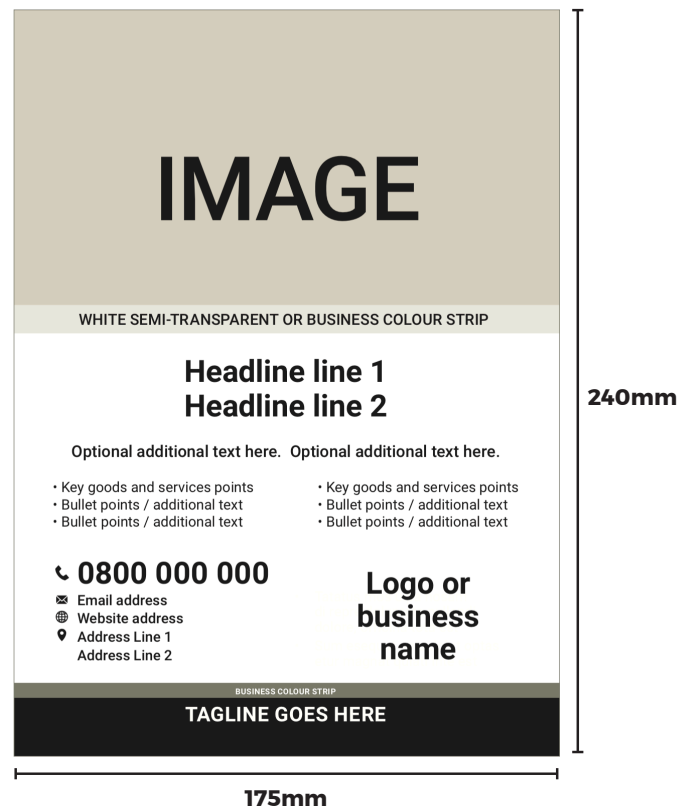 IMAGE
WHITE SEMI-TRANSPARENT OR BUSINESS COLOUR STRIP
Headline line 1
Headline line 2
Optional additional text here.  Optional additional text here.
• Key goods and services points
• Bullet points / additional text
• Bullet points / additional text
• Key goods and services points
• Bullet points / additional text
• Bullet points / additional text
0800 000 000
Email address
Website address
Address Line 1
Address Line 2
Logo or
business
name
BUSINESS COLOUR STRIP
TAGLINE GOES HERE
240mm
175mm